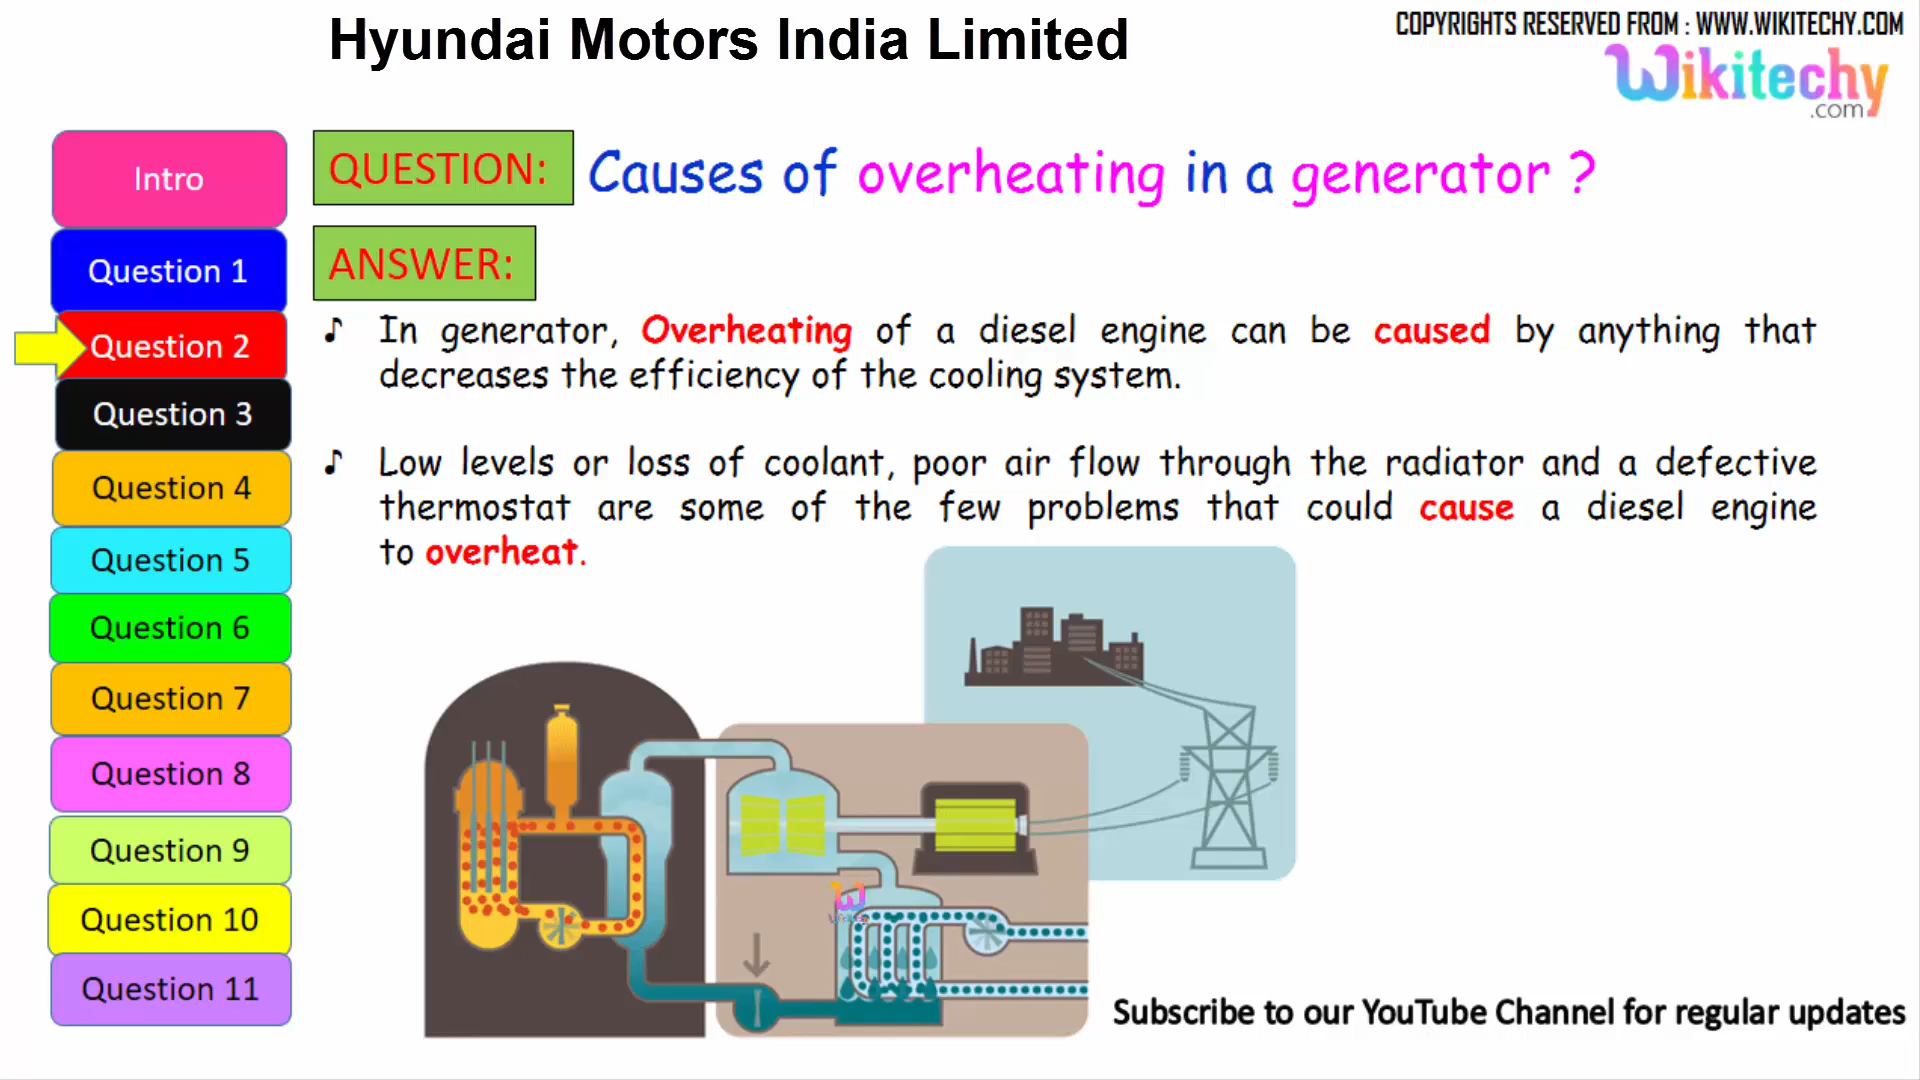 Hyundai Motors India Limited
COPYRIGHTS RESERVED FROM : WWW.WIKITECHY.COM
Wikitechy
.com
Intro
Question 1
Question 2
Question 3
Question 4
Question 5
Question 6
Question 7
Question 8
Question 9
Question 10
Question 11
QUESTION: Causes of overheating in a generator ?
ANSWER:
♪ In generator, Overheating of a diesel engine can be caused by anything that
decreases the efficiency of the cooling system.
♪ Low levels or loss of coolant, poor air flow through the radiator and a defective
thermostat are some of the few problems that could cause a diesel engine
to overheat.
Subscribe to our YouTube Channel for regular updates